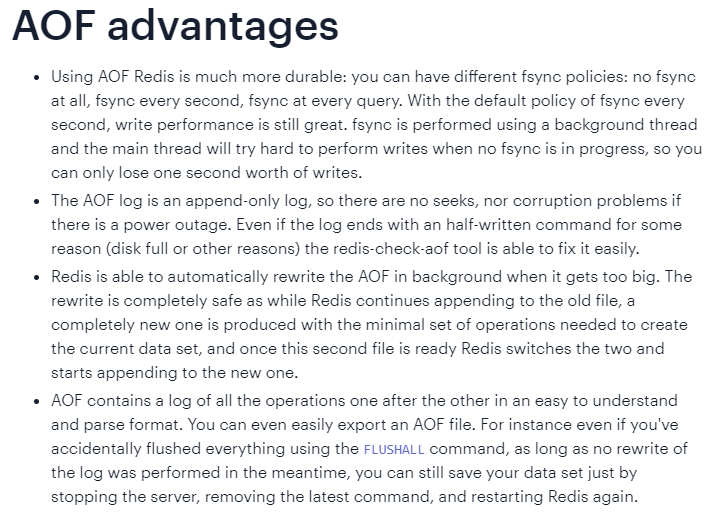 AOF advantages
• Using AOF Redis is much more durable: you can have different fsync policies: no fsync
at all, fsync every second, fsync at every query. With the default policy of fsync every
second, write performance is still great. fsync is performed using a background thread
and the main thread will try hard to perform writes when no fsync is in progress, so you
can only lose one second worth of writes.
• The AOF log is an append-only log, so there are no seeks, nor corruption problems if
there is a power outage. Even if the log ends with an half-written command for some
reason (disk full or other reasons) the redis-check-aof tool is able to fix it easily.
• Redis is able to automatically rewrite the AOF in background when it gets too big. The
rewrite is completely safe as while Redis continues appending to the old file, a
completely new one is produced with the minimal set of operations needed to create
the current data set, and once this second file is ready Redis switches the two and
starts appending to the new one.
• AOF contains a log of all the operations one after the other in an easy to understand
and parse format. You can even easily export an AOF file. For instance even if you've
accidentally flushed everything using the FLUSHALL command, as long as no rewrite of
the log was performed in the meantime, you can still save your data set just by
stopping the server, removing the latest command, and restarting Redis again.